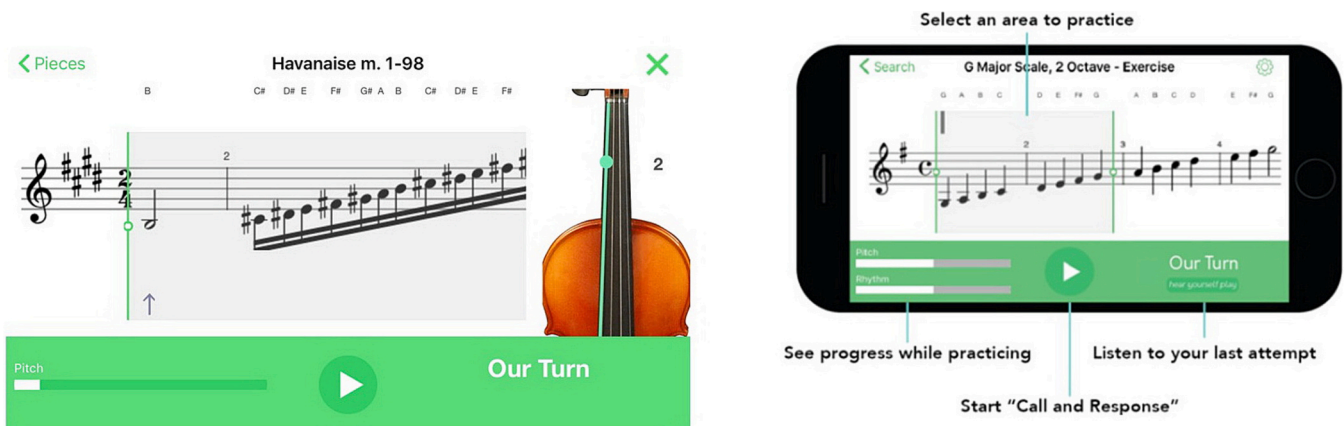 Pieces
Havanaise m. 1-98
B C# D# E F# G# A B C# D# E F#
2
4
2
2
Pitch
Our Turn
Select an area to practice
Search
G Major Scale, 2 Octave - Exercise
G A B C D E F# G A B C D E F# G
2 3 4
Pitch
Rhythm
Our Turn
hear yourself play
See progress while practicing
Listen to your last attempt
Start “Call and Response”